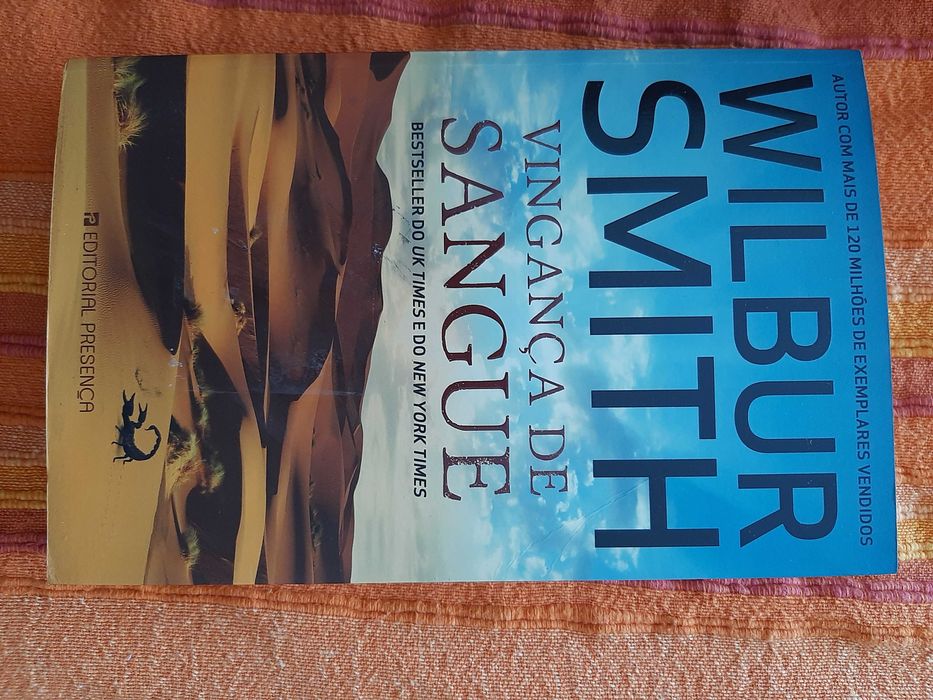 AUTOR COM MAIS DE 120 MILHÕES DE EXEMPLARES VENDIDOS
WILBUR
SMITH
VINGANÇA DE
SANGUE
BESTSELLER DO UK TIMES E DO NEW YORK TIMES
EDITORIAL PRESENÇA